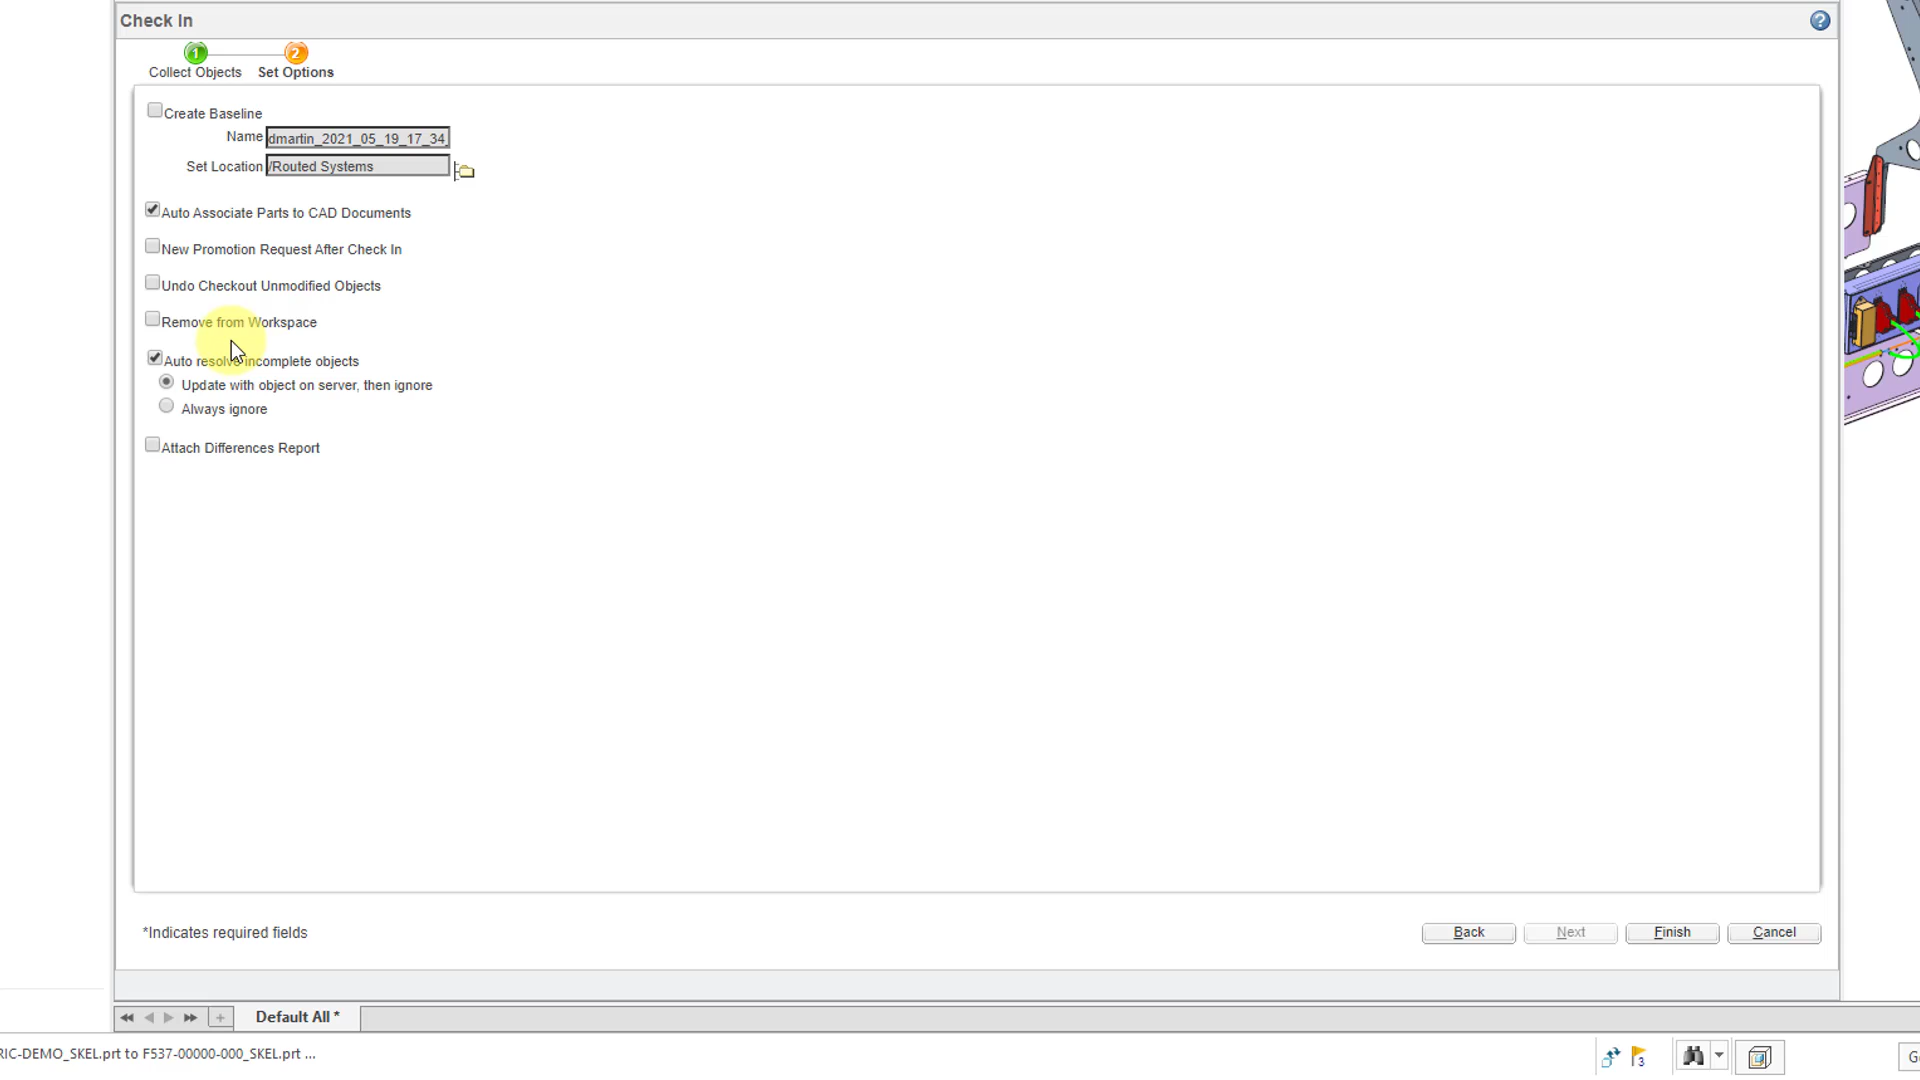 Check In
?
1
2
Collect Objects
Set Options
Create Baseline
Name dmartin_2021_05_19_17_34_
Set Location /Routed Systems
Auto Associate Parts to CAD Documents
New Promotion Request After Check In
Undo Checkout Unmodified Objects
Remove from Workspace
Auto resolve incomplete objects
Update with object on server, then ignore
Always ignore
Attach Differences Report
*Indicates required fields
Back
Next
Finish
Cancel
+
Default All *
RIC-DEMO_SKEL.prt to F537-00000-000_SKEL.prt ...
3